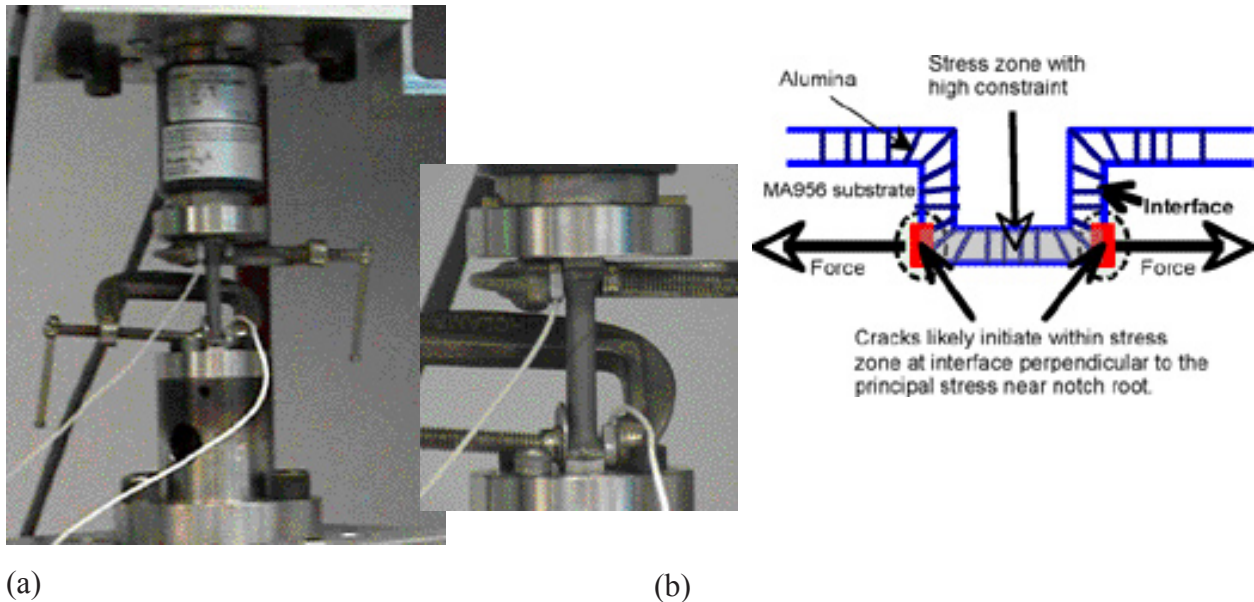 Stress zone with
high constraint
Alumina
MA956 substrate
Interface
Force
Force
Cracks likely initiate within stress
zone at interface perpendicular to the
principal stress near notch root.
(a)
(b)